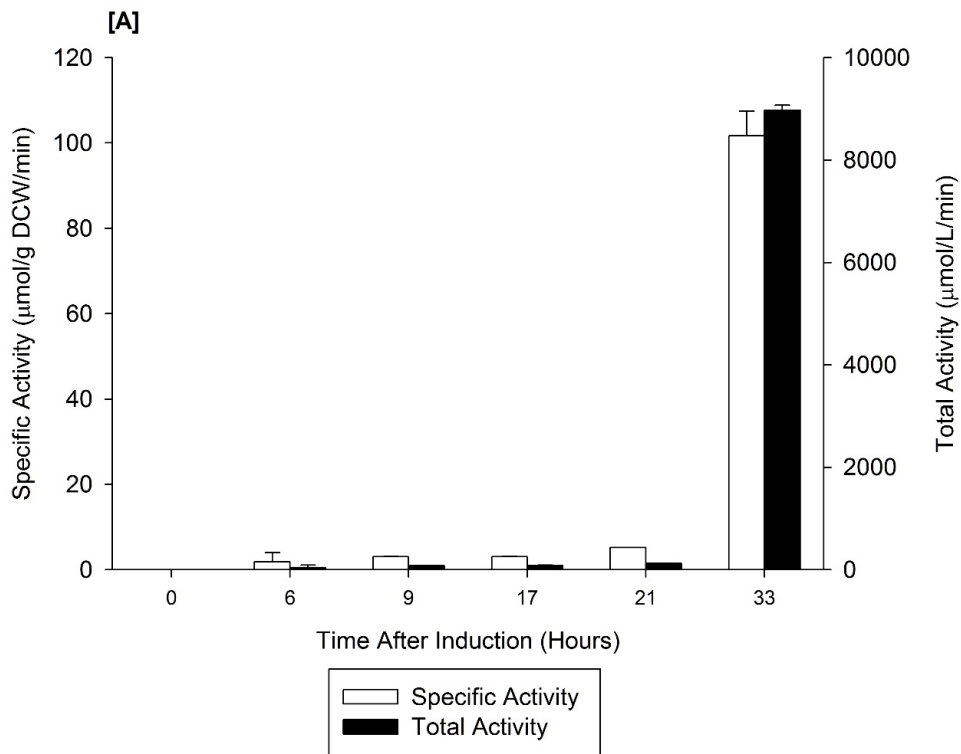 [A]
120
100
80
60
40
20
0
Specific Activity (μmol/g DCW/min)
10000
8000
6000
4000
2000
0
Total Activity (μmol/L/min)
0 6 9 17 21 33
Time After Induction (Hours)
Specific Activity
Total Activity